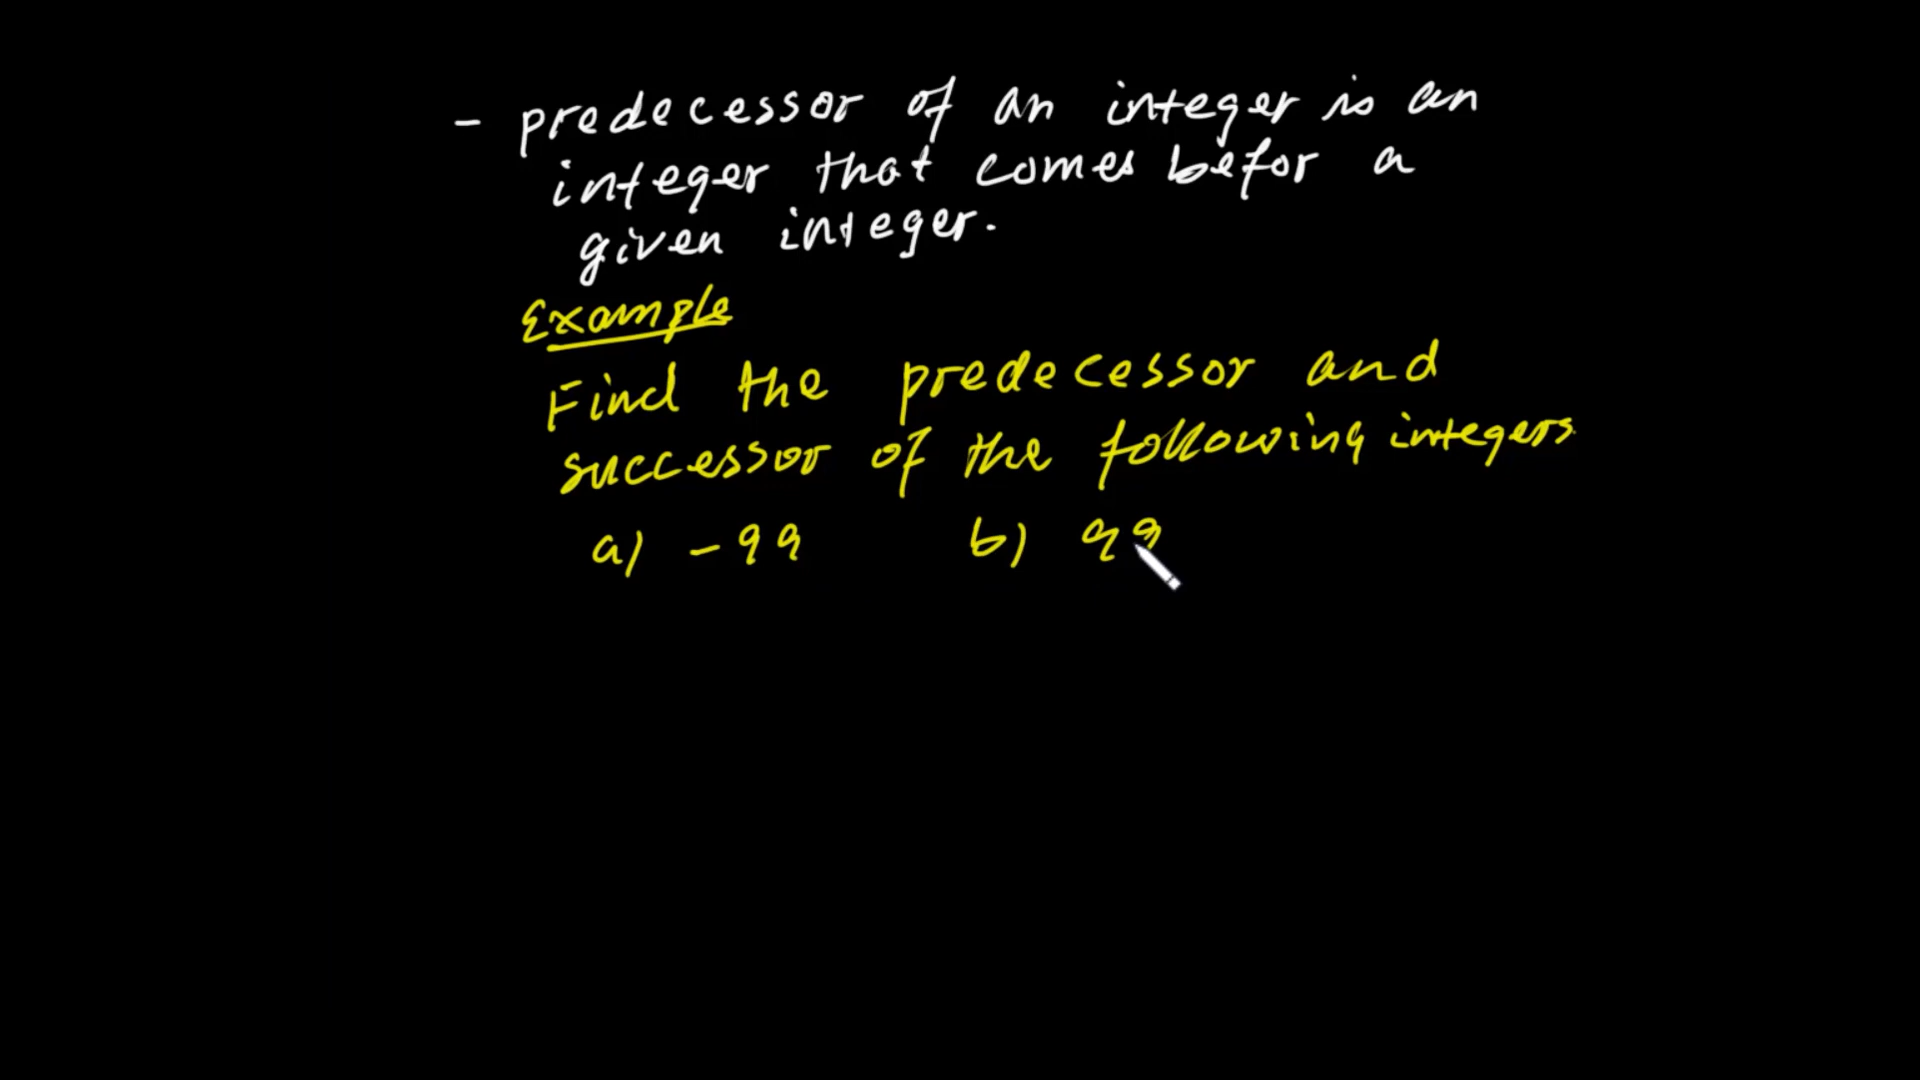 - predecessor of an integer is an
integer that comes befor a
given integer.
Example
Find the predecessor and
successor of the following integers
a) -99 b) 99